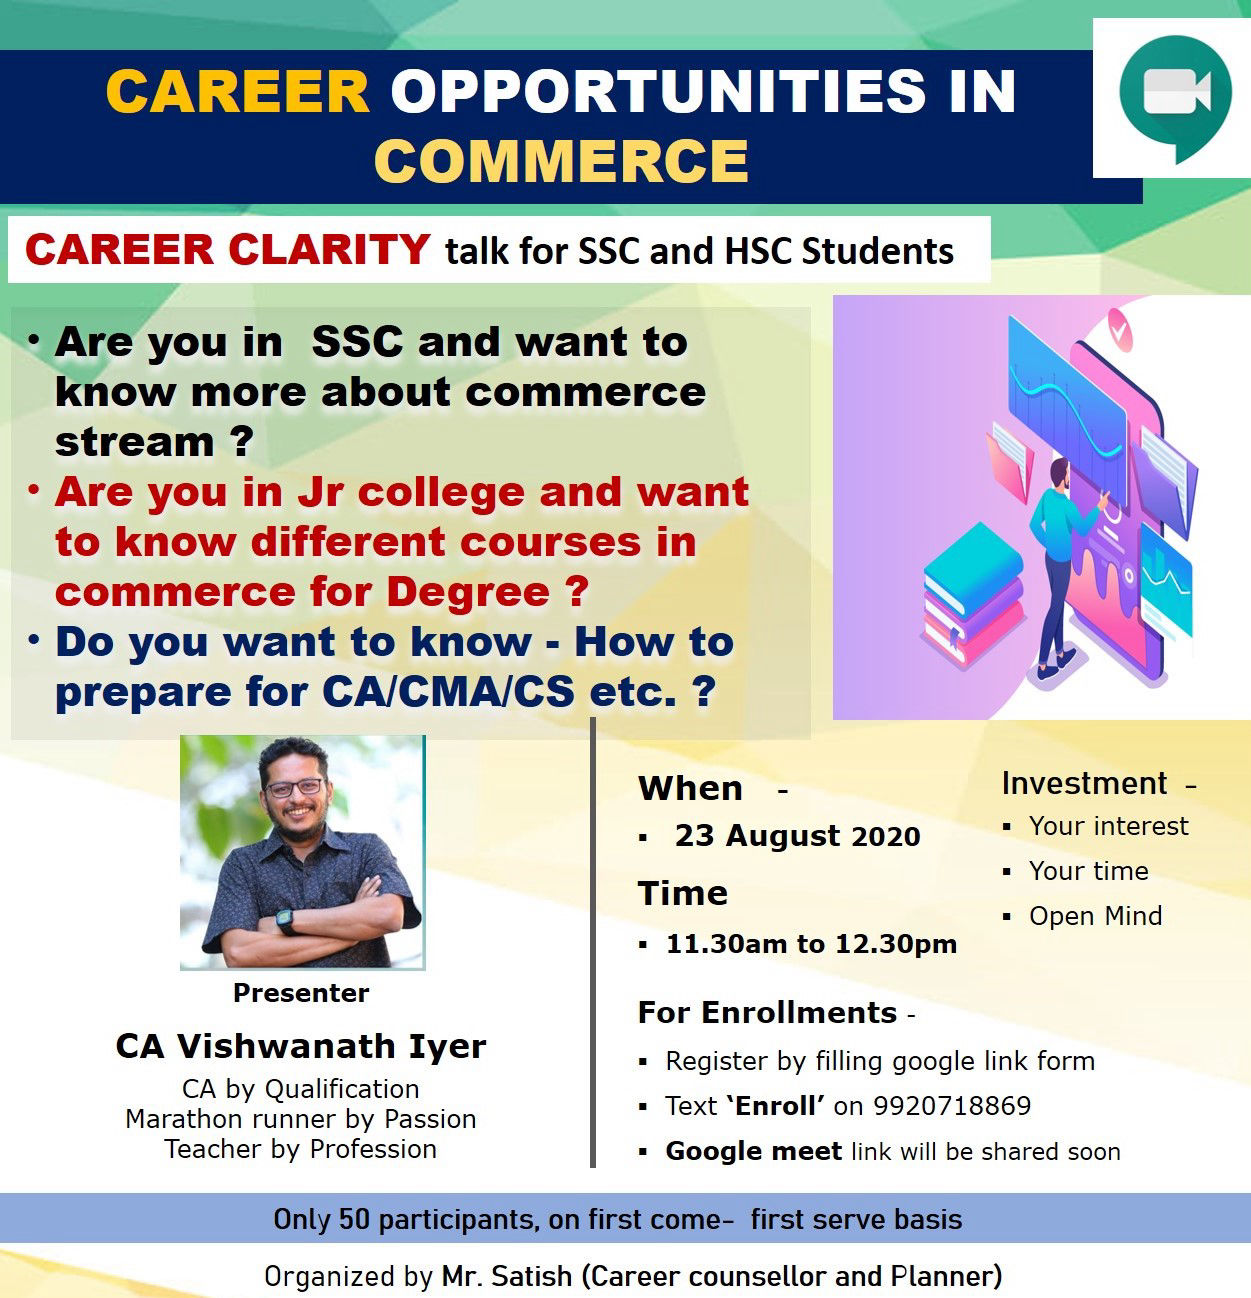 CAREER OPPORTUNITIES IN
COMMERCE
CAREER CLARITY talk for SSC and HSC Students
• Are you in SSC and want to
know more about commerce
stream ?
• Are you in Jr college and want
to know different courses in
commerce for Degree ?
• Do you want to know - How to
prepare for CA/CMA/CS etc. ?
Presenter
CA Vishwanath Iyer
CA by Qualification
Marathon runner by Passion
Teacher by Profession
When -
▪ 23 August 2020
Time
▪ 11.30am to 12.30pm
Investment -
▪ Your interest
▪ Your time
▪ Open Mind
For Enrollments -
▪ Register by filling google link form
▪ Text ‘Enroll’ on 9920718869
▪ Google meet link will be shared soon
Only 50 participants, on first come- first serve basis
Organized by Mr. Satish (Career counsellor and Planner)